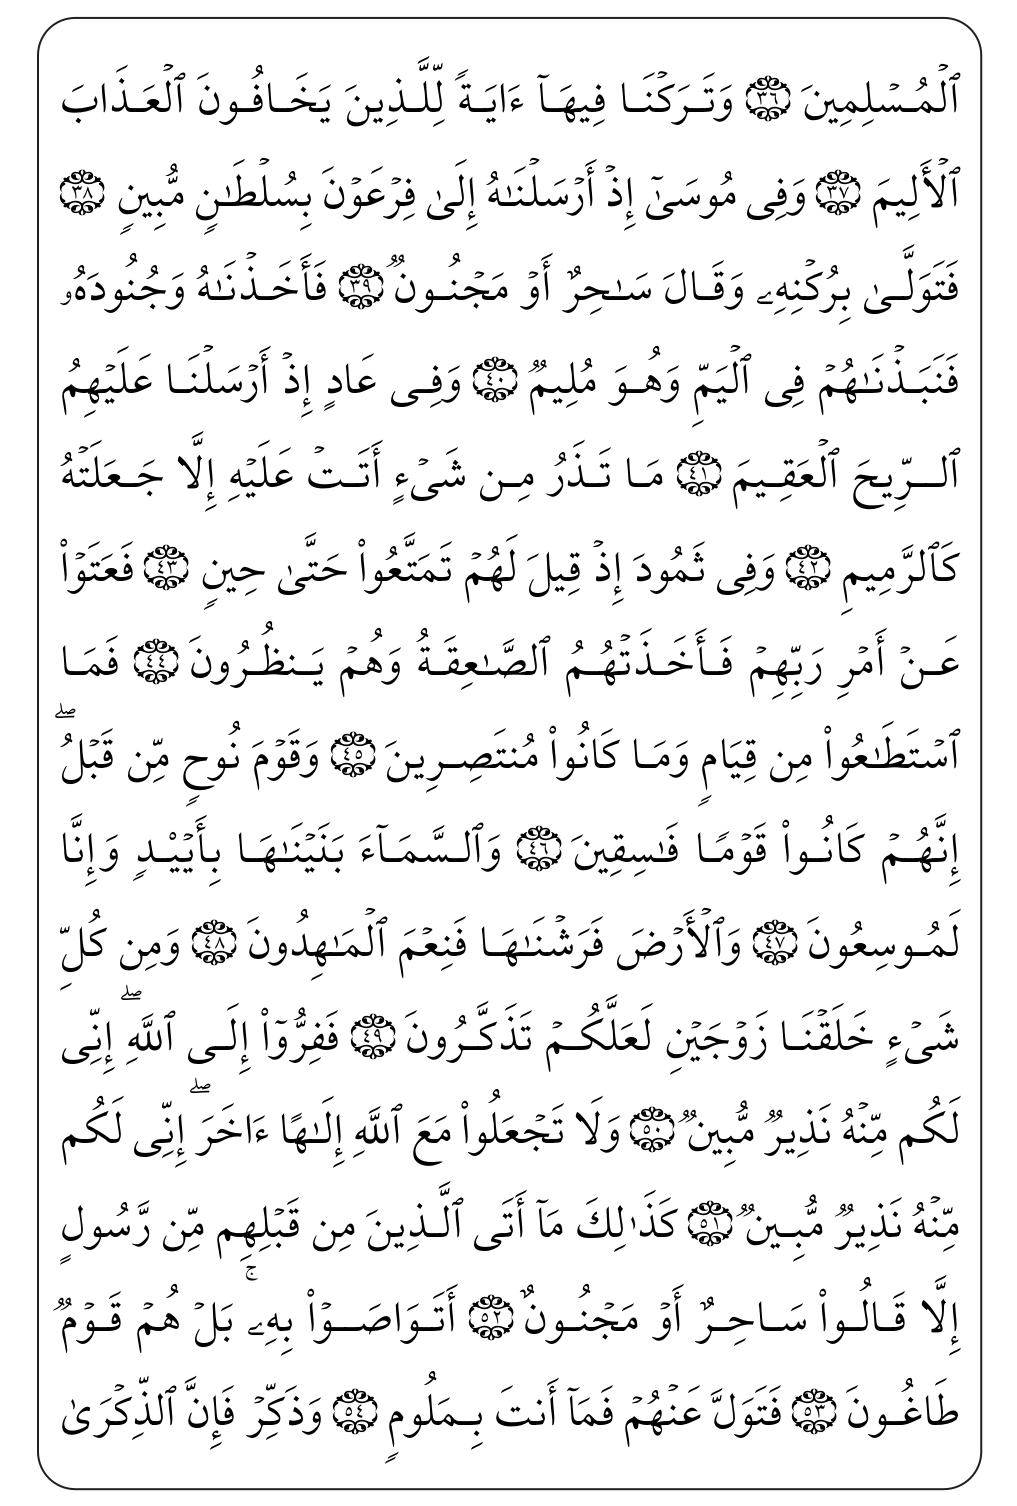 ٱلۡمُسۡلِمِينَ ٣٦ وَتَرَكۡنَا فِيهَآ ءَايَةٗ لِّلَّذِينَ يَخَافُونَ ٱلۡعَذَابَ
ٱلۡأَلِيمَ ٣٧ وَفِي مُوسَىٰٓ إِذۡ أَرۡسَلۡنَٰهُ إِلَىٰ فِرۡعَوۡنَ بِسُلۡطَٰنٖ مُّبِينٖ ٣٨
فَتَوَلَّىٰ بِرُكۡنِهِۦ وَقَالَ سَٰحِرٌ أَوۡ مَجۡنُونٞ ٣٩ فَأَخَذۡنَٰهُ وَجُنُودَهُۥ
فَنَبَذۡنَٰهُمۡ فِي ٱلۡيَمِّ وَهُوَ مُلِيمٞ ٤٠ وَفِي عَادٍ إِذۡ أَرۡسَلۡنَا عَلَيۡهِمُ
ٱلرِّيحَ ٱلۡعَقِيمَ ٤١ مَا تَذَرُ مِن شَيۡءٍ أَتَتۡ عَلَيۡهِ إِلَّا جَعَلَتۡهُ
كَٱلرَّمِيمِ ٤٢ وَفِي ثَمُودَ إِذۡ قِيلَ لَهُمۡ تَمَتَّعُواْ حَتَّىٰ حِينٖ ٤٣ فَعَتَوۡاْ
عَنۡ أَمۡرِ رَبِّهِمۡ فَأَخَذَتۡهُمُ ٱلصَّٰعِقَةُ وَهُمۡ يَنظُرُونَ ٤٤ فَمَا
ٱسۡتَطَٰعُواْ مِن قِيَامٖ وَمَا كَانُواْ مُنتَصِرِينَ ٤٥ وَقَوۡمَ نُوحٖ مِّن قَبۡلُۖ
إِنَّهُمۡ كَانُواْ قَوۡمٗا فَٰسِقِينَ ٤٦ وَٱلسَّمَآءَ بَنَيۡنَٰهَا بِأَيۡيْدٖ وَإِنَّا
لَمُوسِعُونَ ٤٧ وَٱلۡأَرۡضَ فَرَشۡنَٰهَا فَنِعۡمَ ٱلۡمَٰهِدُونَ ٤٨ وَمِن كُلِّ
شَيۡءٍ خَلَقۡنَا زَوۡجَيۡنِ لَعَلَّكُمۡ تَذَكَّرُونَ ٤٩ فَفِرُّوٓاْ إِلَى ٱللَّهِۖ إِنِّي
لَكُم مِّنۡهُ نَذِيرٞ مُّبِينٞ ٥٠ وَلَا تَجۡعَلُواْ مَعَ ٱللَّهِ إِلَٰهًا ءَاخَرَۖ إِنِّي لَكُم
مِّنۡهُ نَذِيرٞ مُّبِينٞ ٥١ كَذَٰلِكَ مَآ أَتَى ٱلَّذِينَ مِن قَبۡلِهِم مِّن رَّسُولٍ
إِلَّا قَالُواْ سَاحِرٌ أَوۡ مَجۡنُونٌ ٥٢ أَتَوَاصَوۡاْ بِهِۦۚ بَلۡ هُمۡ قَوۡمٞ
طَاغُونَ ٥٣ فَتَوَلَّ عَنۡهُمۡ فَمَآ أَنتَ بِمَلُومٖ ٥٤ وَذَكِّرۡ فَإِنَّ ٱلذِّكۡرَىٰ